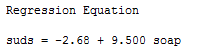 Regression Equation
suds = -2.68 + 9.500 soap